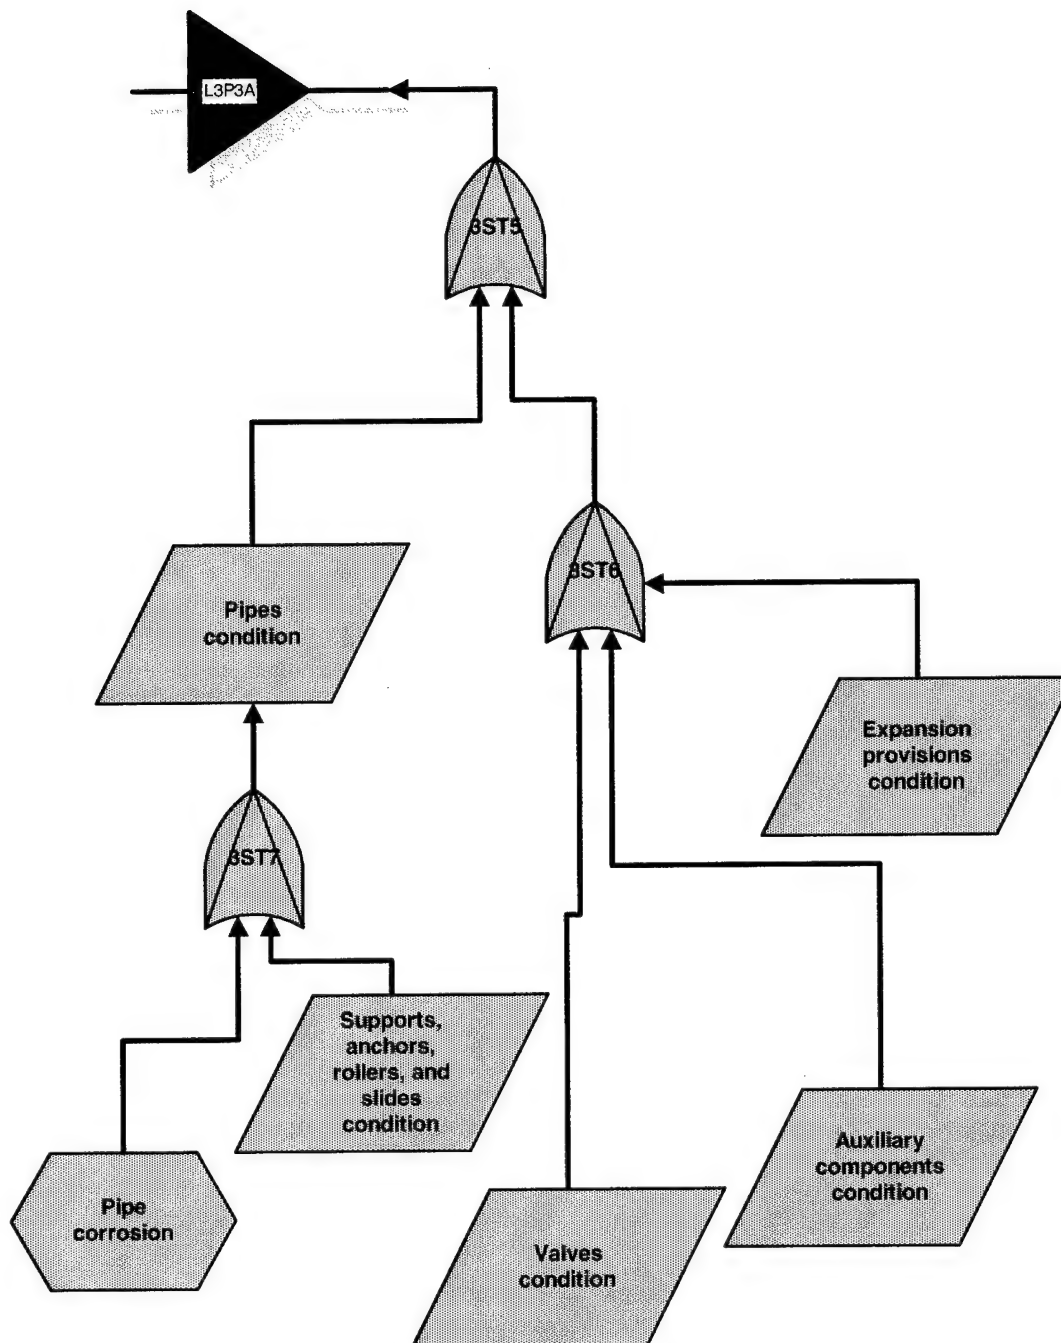 L3P3A
3ST5
3ST6
Pipes
condition
Expansion
provisions
condition
3ST7
Supports,
anchors,
rollers, and
slides
condition
Auxiliary
components
condition
Pipe
corrosion
Valves
condition